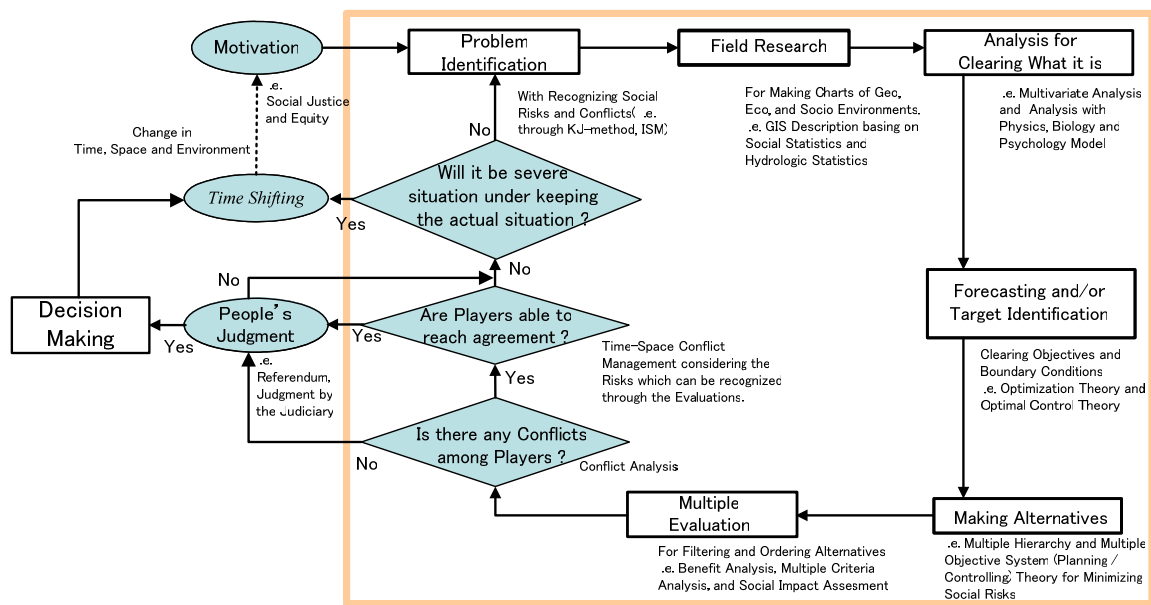 Motivation
Problem
Identification
Field Research
Analysis for
Clearing What it is
.e.
Social Justice
and Equity
With Recognizing Social
Risks and Conflicts( .e.
through KJ-method, ISM)
For Making Charts of Geo,
Eco, and Socio Environments.
.e. GIS Description basing on
Social Statistics and
Hydrologic Statistics
.e. Multivariate Analysis
and Analysis with
Physics, Biology and
Psychology Model
Change in
Time, Space and Environment
No
Time Shifting
Will it be severe
situation under keeping
the actual situation ?
Yes
No
No
Decision
Making
People's
Judgment
Yes
Are Players able to
reach agreement ?
Yes
Forecasting and/or
Target Identification
.e.
Referendum,
Judgment by
the Judiciary
Time-Space Conflict
Management considering the
Risks which can be recognized
through the Evaluations.
Clearing Objectives and
Boundary Conditions
.e. Optimization Theory and
Optimal Control Theory
Yes
Is there any Conflicts
among Players ?
No
Conflict Analysis
Multiple
Evaluation
Making Alternatives
For Filtering and Ordering Alternatives
.e. Benefit Analysis, Multiple Criteria
Analysis, and Social Impact Assesment
.e. Multiple Hierarchy and Multiple
Objective System (Planning /
Controlling) Theory for Minimizing
Social Risks